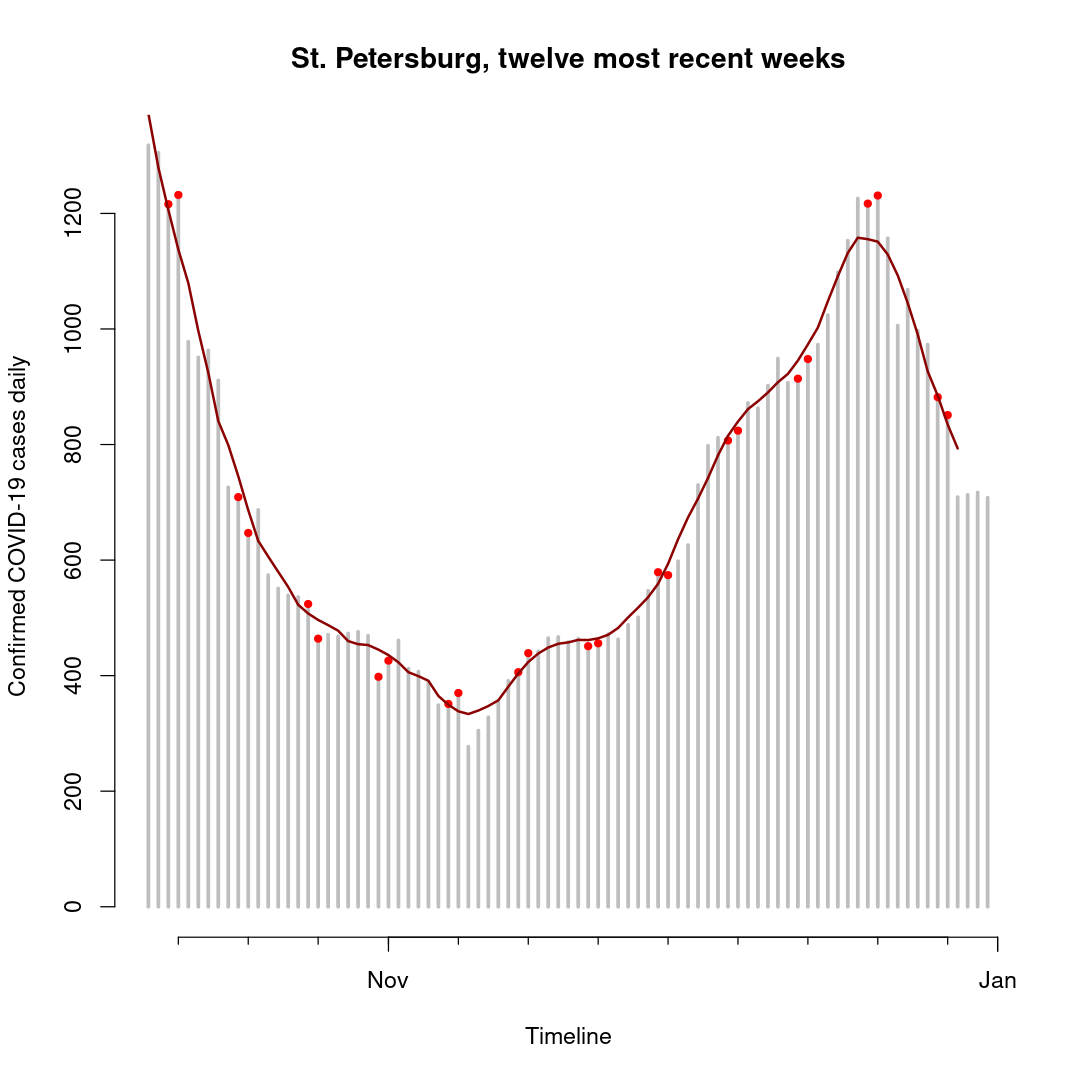 St. Petersburg, twelve most recent weeks
Confirmed COVID-19 cases daily
1200
1000
800
600
400
200
0
Nov
Jan
Timeline